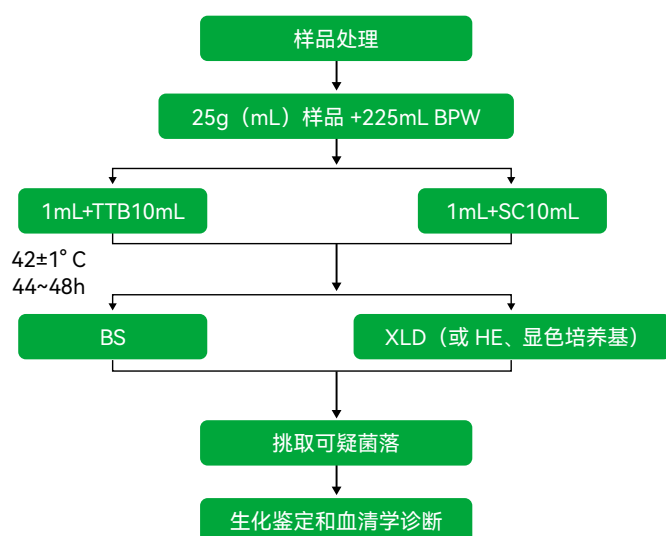 样品处理
25g（mL）样品 +225mL BPW
1mL+TTB10mL
1mL+SC10mL
42±1° C
44~48h
BS
XLD（或 HE、显色培养基）
挑取可疑菌落
生化鉴定和血清学诊断